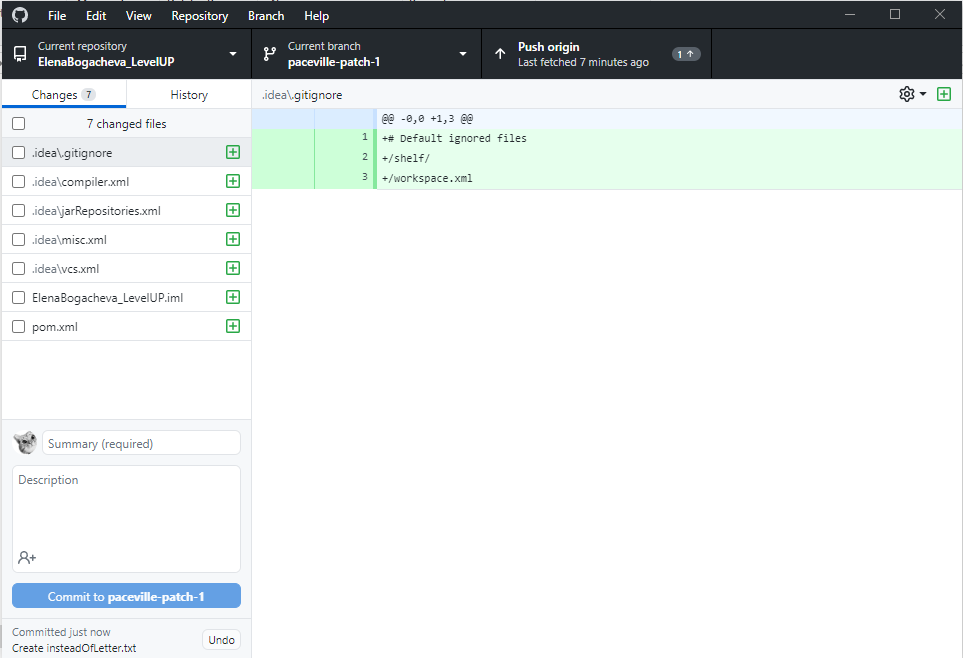 File Edit View Repository Branch Help
Current repository
ElenaBogacheva_LevelUP
Current branch
paceville-patch-1
Push origin
Last fetched 7 minutes ago
1
Changes 7
History
7 changed files
.idea\.gitignore
.idea\compiler.xml
.idea\jarRepositories.xml
.idea\misc.xml
.idea\vcs.xml
ElenaBogacheva_LevelUP.iml
pom.xml
Summary (required)
Description
Commit to paceville-patch-1
Committed just now
Create insteadOfLetter.txt
Undo
.idea\.gitignore
@@ -0,0 +1,3 @@
1 +# Default ignored files
2 +/shelf/
3 +/workspace.xml